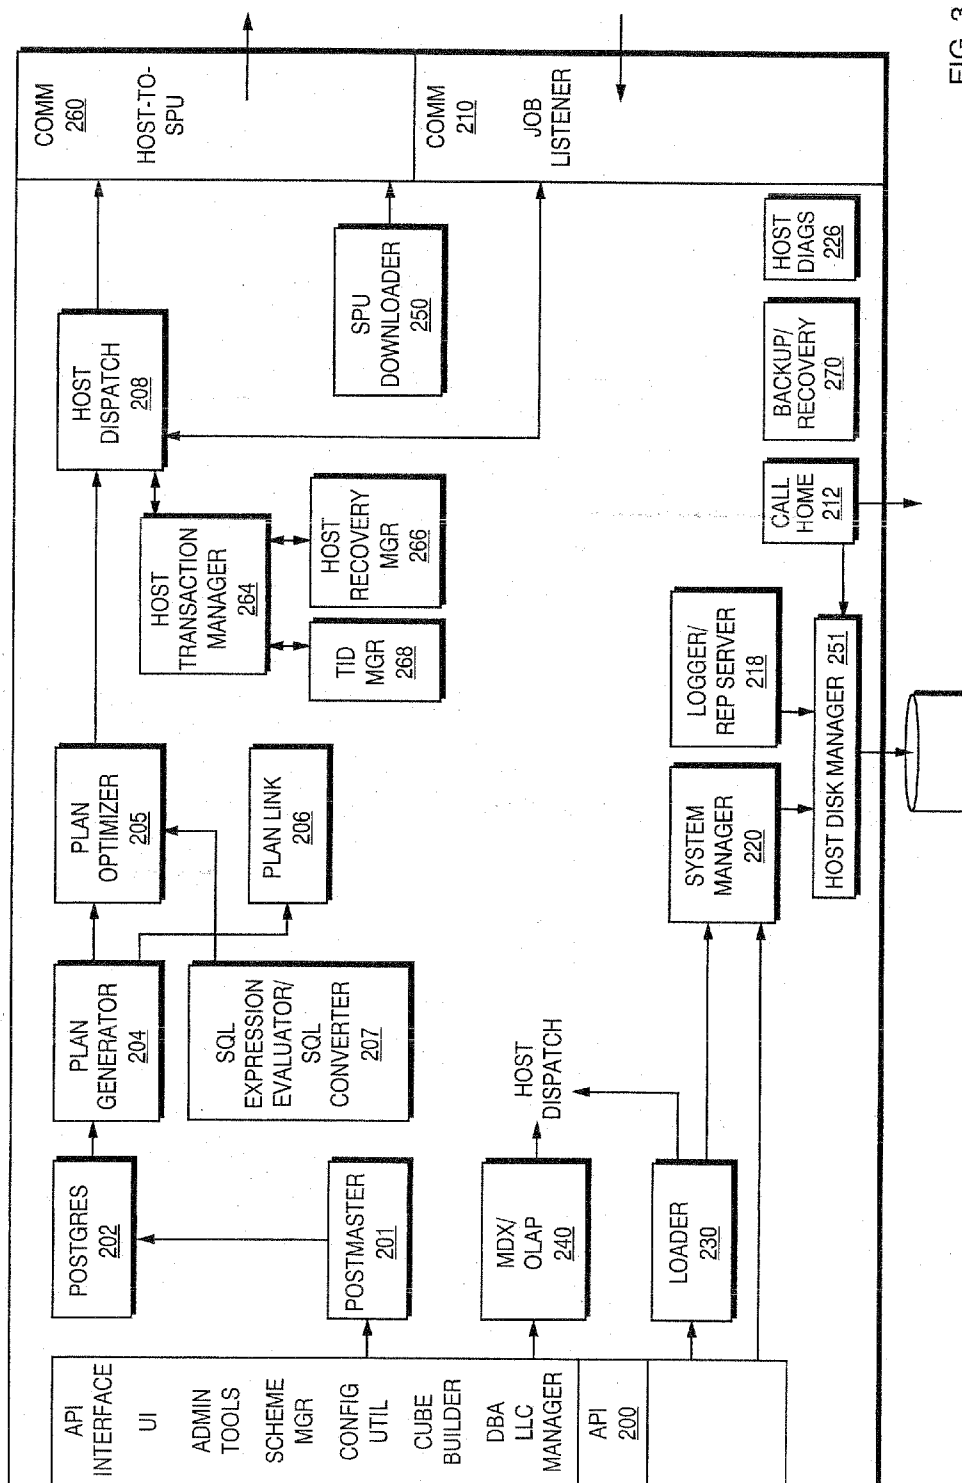 COMM
260
HOST-TO-
SPU
COMM
210
JOB
LISTENER
HOST
DISPATCH
208
SPU
DOWNLOADER
250
HOST
DIAGS
226
BACKUP/
RECOVERY
270
CALL
HOME
212
HOST
TRANSACTION
MANAGER
264
HOST
RECOVERY
MGR
266
TID
MGR
268
LOGGER/
REP SERVER
218
HOST DISK MANAGER 251
SYSTEM
MANAGER
220
PLAN
OPTIMIZER
205
PLAN LINK
206
PLAN
GENERATOR
204
SQL
EXPRESSION
EVALUATOR/
SQL
CONVERTER
207
HOST
DISPATCH
POSTGRES
202
POSTMASTER
201
MDX/
OLAP
240
LOADER
230
API
INTERFACE
UI
ADMIN
TOOLS
SCHEME
MGR
CONFIG
UTIL
CUBE
BUILDER
DBA
LLC
MANAGER
API
200
FIG. 3